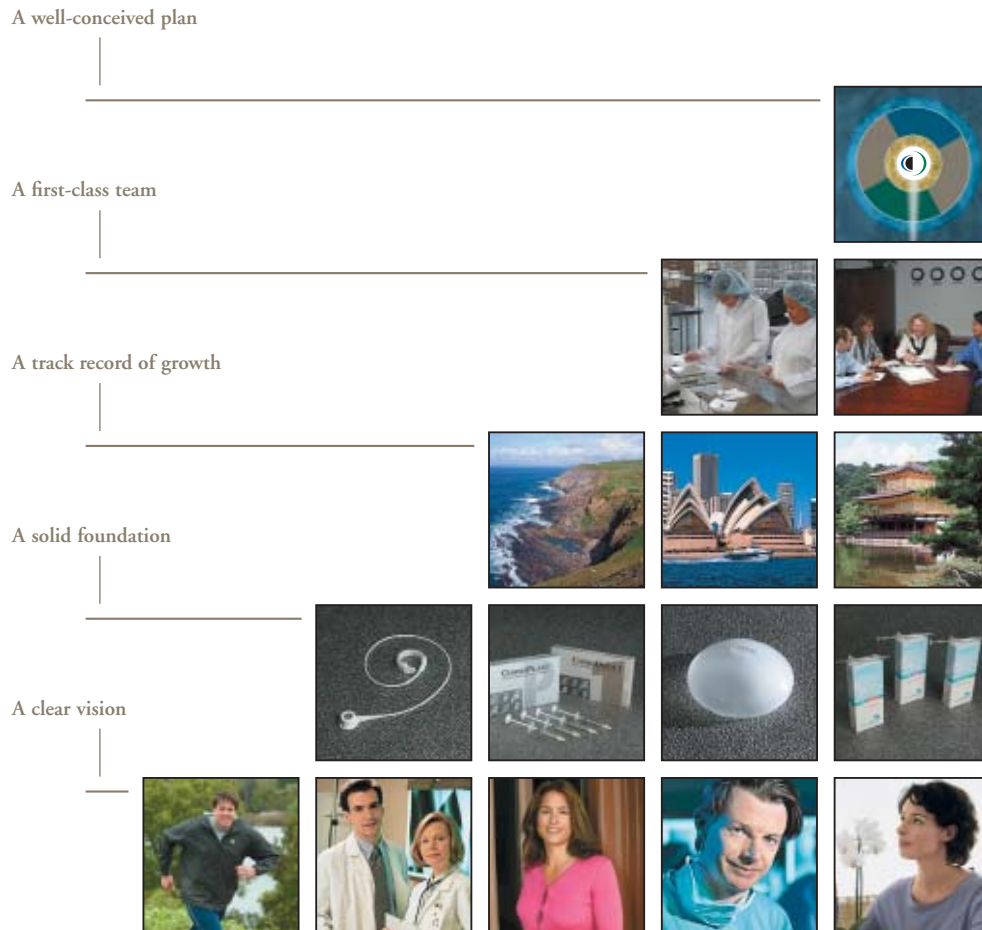 A well-conceived plan
A first-class team
A track record of growth
A solid foundation
A clear vision